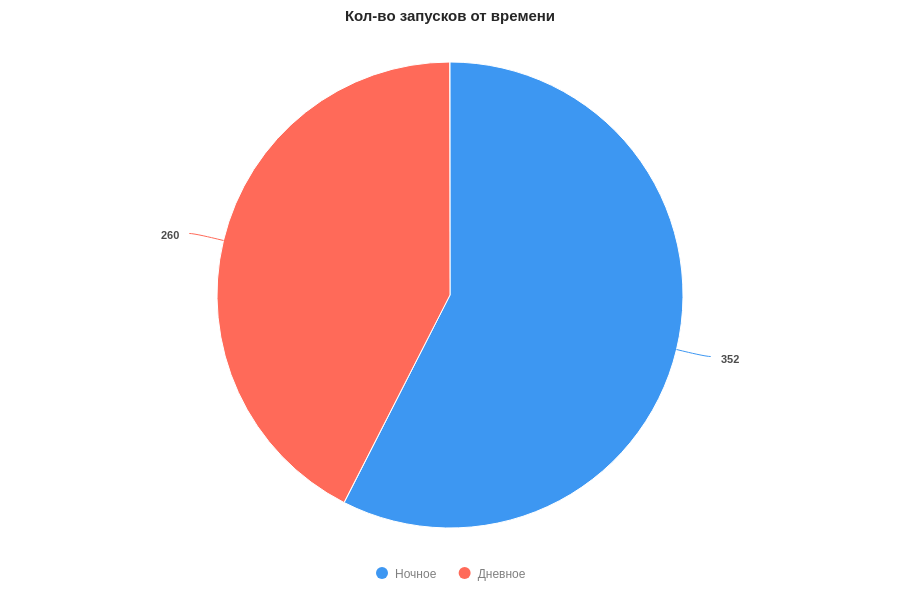 Кол-во запусков от времени
260
352
Ночное
Дневное